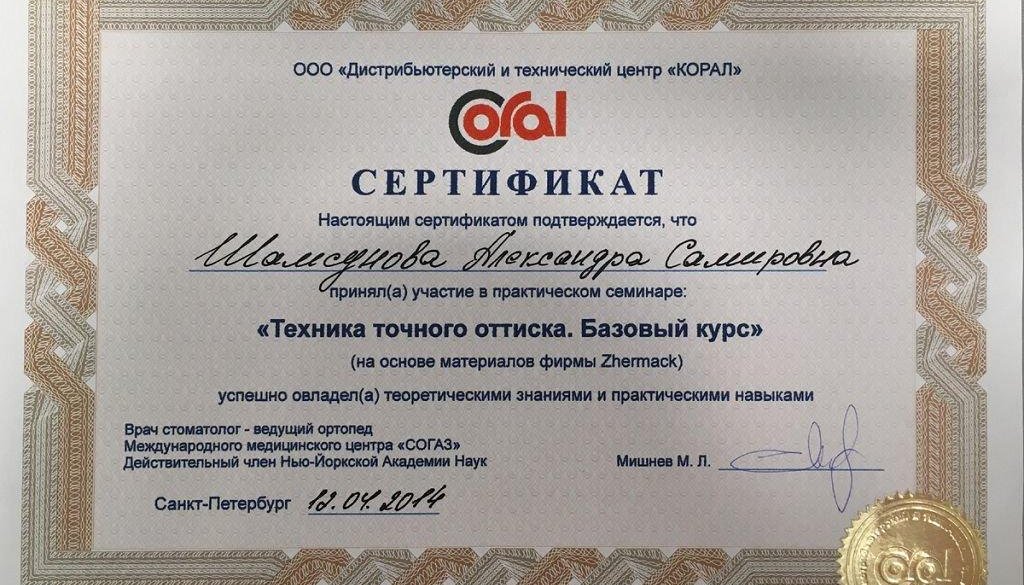 ООО «Дистрибьютерский и технический центр «КОРАЛ»
Coral
СЕРТИФИКАТ
Настоящим сертификатом подтверждается, что
Шамсунова Александра Самировна
принял(а) участие в практическом семинаре:
«Техника точного оттиска. Базовый курс»
(на основе материалов фирмы Zhermack)
успешно овладел(а) теоретическими знаниями и практическими навыками
Врач стоматолог - ведущий ортопед
Международного медицинского центра «СОГАЗ»
Действительный член Нью-Йоркской Академии Наук
Мишнев М. Л.
Санкт-Петербург 12.04.2014
coral